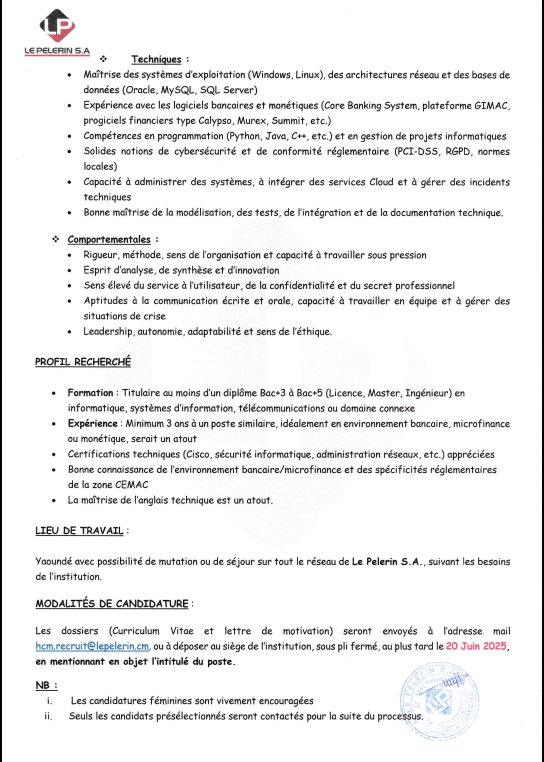 LP
LE PELERIN S.A
❖ Techniques :
• Maîtrise des systèmes d'exploitation (Windows, Linux), des architectures réseau et des bases de
données (Oracle, MySQL, SQL Server)
• Expérience avec les logiciels bancaires et monétiques (Core Banking System, plateforme GIMAC,
progiciels financiers type Calypso, Murex, Summit, etc.)
• Compétences en programmation (Python, Java, C++, etc.) et en gestion de projets informatiques
• Solides notions de cybersécurité et de conformité réglementaire (PCI-DSS, RGPD, normes
locales)
• Capacité à administrer des systèmes, à intégrer des services Cloud et à gérer des incidents
techniques
• Bonne maîtrise de la modélisation, des tests, de l'intégration et de la documentation technique.
❖ Comportementales :
• Rigueur, méthode, sens de l'organisation et capacité à travailler sous pression
• Esprit d'analyse, de synthèse et d'innovation
• Sens élevé du service à l'utilisateur, de la confidentialité et du secret professionnel
• Aptitudes à la communication écrite et orale, capacité à travailler en équipe et à gérer des
situations de crise
• Leadership, autonomie, adaptabilité et sens de l'éthique.
PROFIL RECHERCHÉ
• Formation : Titulaire au moins d'un diplôme Bac+3 à Bac+5 (Licence, Master, Ingénieur) en
informatique, systèmes d'information, télécommunications ou domaine connexe
• Expérience : Minimum 3 ans à un poste similaire, idéalement en environnement bancaire, microfinance
ou monétique, serait un atout
• Certifications techniques (Cisco, sécurité informatique, administration réseaux, etc.) appréciées
• Bonne connaissance de l'environnement bancaire/microfinance et des spécificités réglementaires
de la zone CEMAC
• La maîtrise de l'anglais technique est un atout.
LIEU DE TRAVAIL :
Yaoundé avec possibilité de mutation ou de séjour sur tout le réseau de Le Pelerin S.A., suivant les besoins
de l'institution.
MODALITÉS DE CANDIDATURE :
Les dossiers (Curriculum Vitae et lettre de motivation) seront envoyés à l'adresse mail
hcm.recruit@lepelerin.cm, ou à déposer au siège de l'institution, sous pli fermé, au plus tard le 20 Juin 2025,
en mentionnant en objet l'intitulé du poste.
NB :
i. Les candidatures féminines sont vivement encouragées
ii. Seuls les candidats présélectionnés seront contactés pour la suite du processus.
LE PELERIN S.A